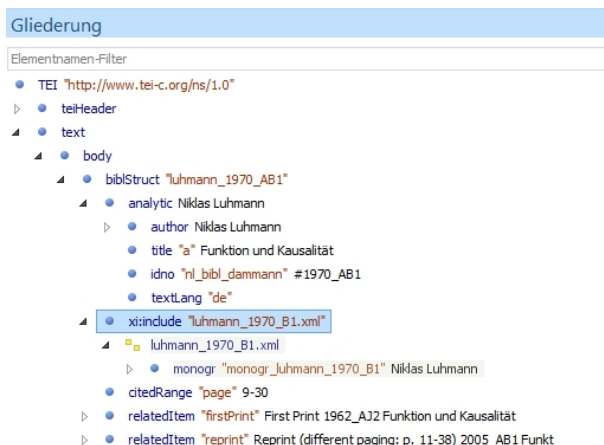 Gliederung
Elementnamen-Filter
TEI "http://www.tei-c.org/ns/1.0"
teiHeader
text
body
biblStruct "luhmann_1970_AB1"
analytic Niklas Luhmann
author Niklas Luhmann
title "a" Funktion und Kausalität
idno "nl_bibl_dammann" #1970_AB1
textLang "de"
xi:include "luhmann_1970_B1.xml"
luhmann_1970_B1.xml
monogr "monogr_luhmann_1970_B1" Niklas Luhmann
citedRange "page" 9-30
relatedItem "firstPrint" First Print 1962_AJ2 Funktion und Kausalität
relatedItem "reprint" Reprint (different paging: p. 11-38) 2005_AB1 Funkt